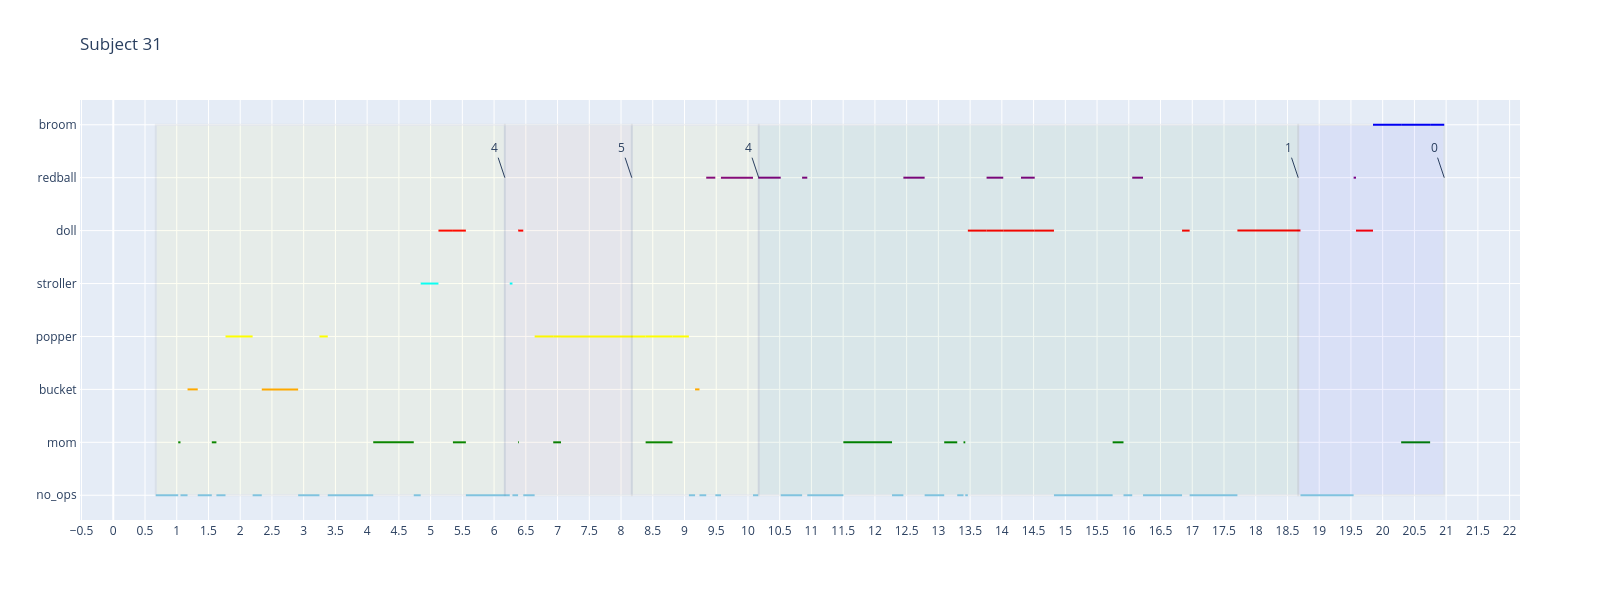 Subject 31
broom
4 5 4 1 0
redball
doll
stroller
popper
bucket
mom
no_ops
−0.5 0 0.5 1 1.5 2 2.5 3 3.5 4 4.5 5 5.5 6 6.5 7 7.5 8 8.5 9 9.5 10 10.5 11 11.5 12 12.5 13 13.5 14 14.5 15 15.5 16 16.5 17 17.5 18 18.5 19 19.5 20 20.5 21 21.5 22